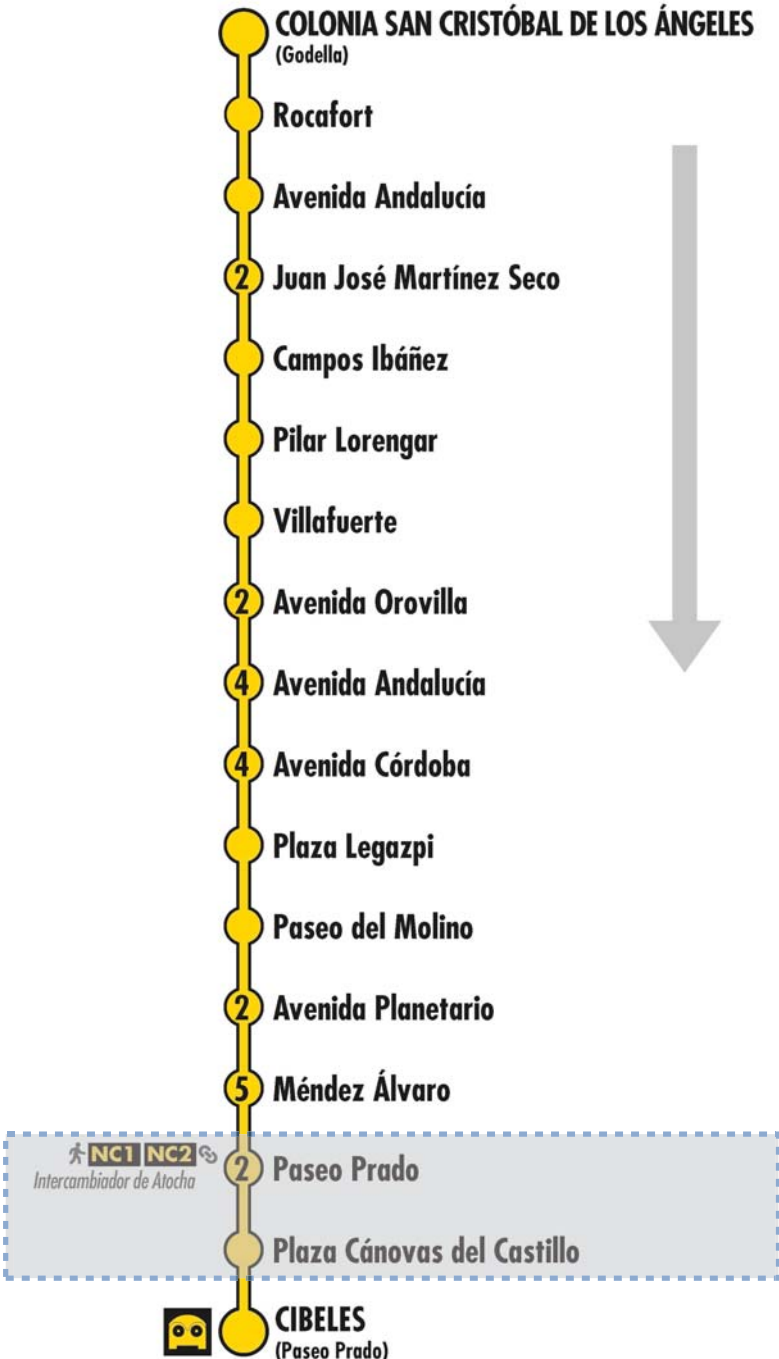 COLONIA SAN CRISTÓBAL DE LOS ÁNGELES
(Godella)
Rocafort
Avenida Andalucía
2 Juan José Martínez Seco
Campos Ibáñez
Pilar Lorengar
Villafuerte
2 Avenida Orovilla
4 Avenida Andalucía
4 Avenida Córdoba
Plaza Legazpi
Paseo del Molino
2 Avenida Planetario
5 Méndez Álvaro
NC1 NC2
Intercambiador de Atocha
2 Paseo Prado
Plaza Cánovas del Castillo
CIBELES
(Paseo Prado)